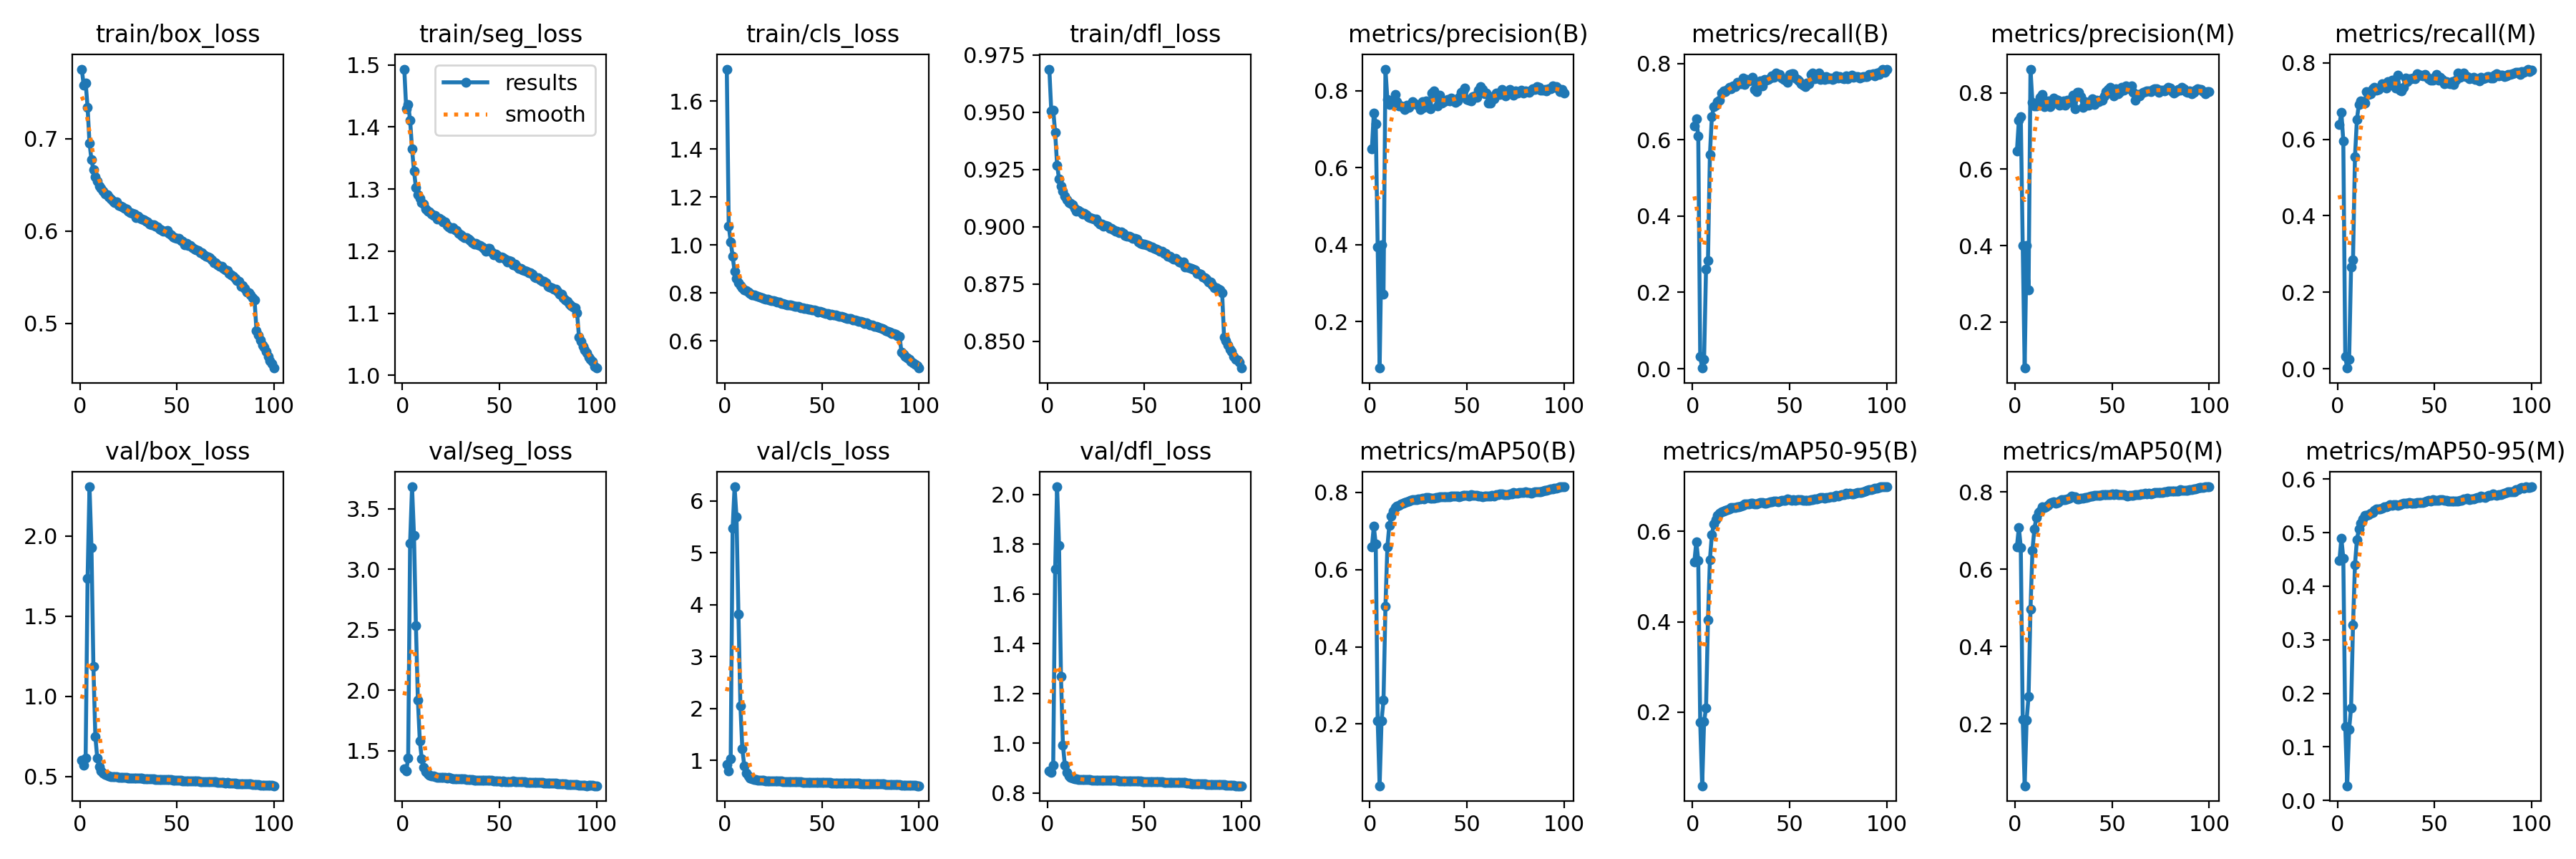 train/box_loss
train/seg_loss
train/cls_loss
train/dfl_loss
metrics/precision(B)
metrics/recall(B)
metrics/precision(M)
metrics/recall(M)
0.7
0.6
0.5
0 50 100
1.5
1.4
1.3
1.2
1.1
1.0
0 50 100
results
smooth
1.6
1.4
1.2
1.0
0.8
0.6
0 50 100
0.975
0.950
0.925
0.900
0.875
0.850
0 50 100
0.8
0.6
0.4
0.2
0 50 100
0.8
0.6
0.4
0.2
0.0
0 50 100
0.8
0.6
0.4
0.2
0 50 100
0.8
0.6
0.4
0.2
0.0
0 50 100
val/box_loss
val/seg_loss
val/cls_loss
val/dfl_loss
metrics/mAP50(B)
metrics/mAP50-95(B)
metrics/mAP50(M)
metrics/mAP50-95(M)
2.0
1.5
1.0
0.5
0 50 100
3.5
3.0
2.5
2.0
1.5
0 50 100
6
5
4
3
2
1
0 50 100
2.0
1.8
1.6
1.4
1.2
1.0
0.8
0 50 100
0.8
0.6
0.4
0.2
0 50 100
0.6
0.4
0.2
0 50 100
0.8
0.6
0.4
0.2
0 50 100
0.6
0.5
0.4
0.3
0.2
0.1
0.0
0 50 100